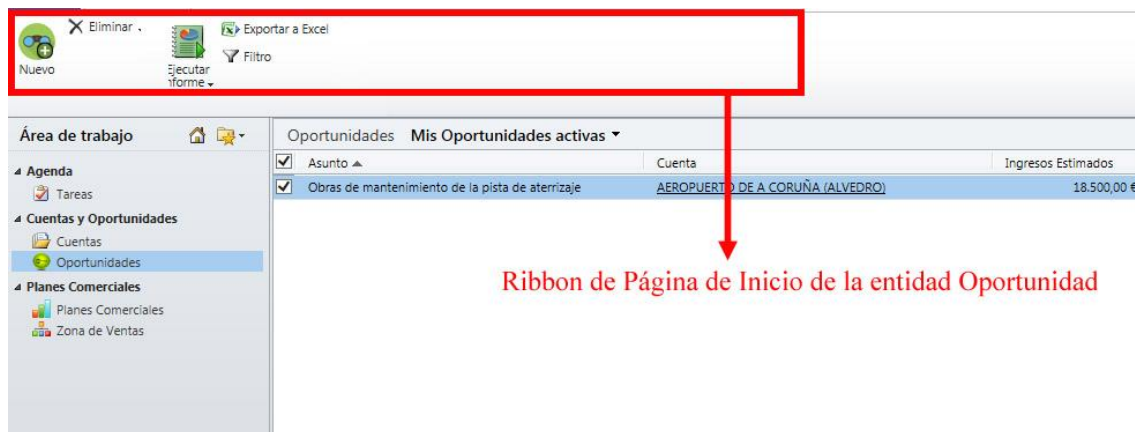 Eliminar
Exportar a Excel
Filtro
Nuevo
Ejecutar
nforme
Área de trabajo
Oportunidades Mis Oportunidades activas
Asunto Cuenta Ingresos Estimados
Agenda
Obras de mantenimiento de la pista de aterrizaje AEROPUERTO DE A CORUÑA (ALVEDRO) 18.500,00 €
Tareas
Cuentas y Oportunidades
Cuentas
Oportunidades
Planes Comerciales
Planes Comerciales
Zona de Ventas
Ribbon de Página de Inicio de la entidad Oportunidad